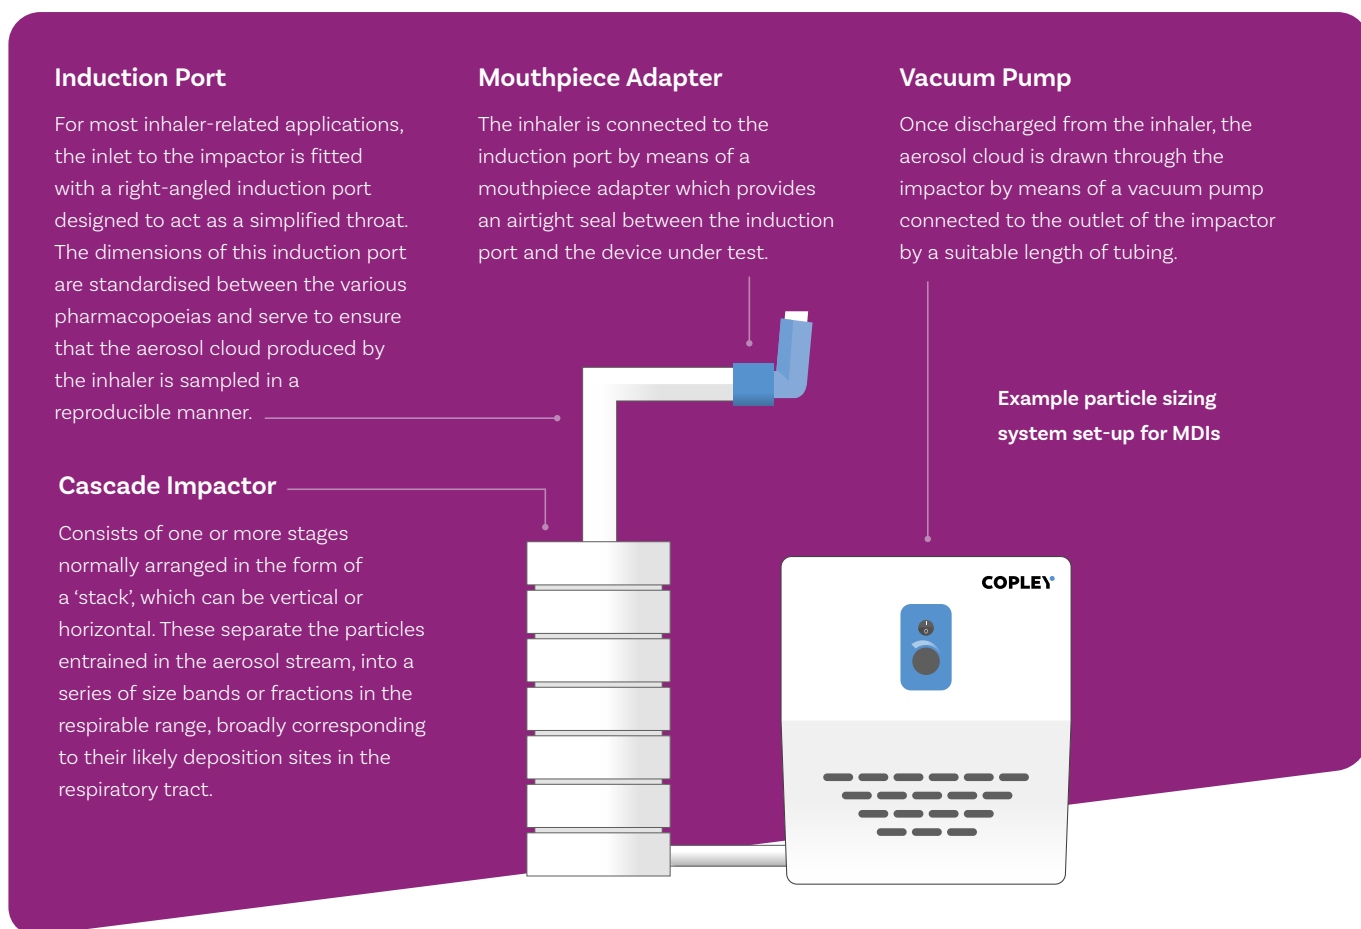 Induction Port
For most inhaler-related applications,
the inlet to the impactor is fitted
with a right-angled induction port
designed to act as a simplified throat.
The dimensions of this induction port
are standardised between the various
pharmacopoeias and serve to ensure
that the aerosol cloud produced by
the inhaler is sampled in a
reproducible manner.
Mouthpiece Adapter
The inhaler is connected to the
induction port by means of a
mouthpiece adapter which provides
an airtight seal between the induction
port and the device under test.
Vacuum Pump
Once discharged from the inhaler, the
aerosol cloud is drawn through the
impactor by means of a vacuum pump
connected to the outlet of the impactor
by a suitable length of tubing.
Example particle sizing
system set-up for MDIs
Cascade Impactor
Consists of one or more stages
normally arranged in the form of
a ‘stack’, which can be vertical or
horizontal. These separate the particles
entrained in the aerosol stream, into a
series of size bands or fractions in the
respirable range, broadly corresponding
to their likely deposition sites in the
respiratory tract.
COPLEY
I
0